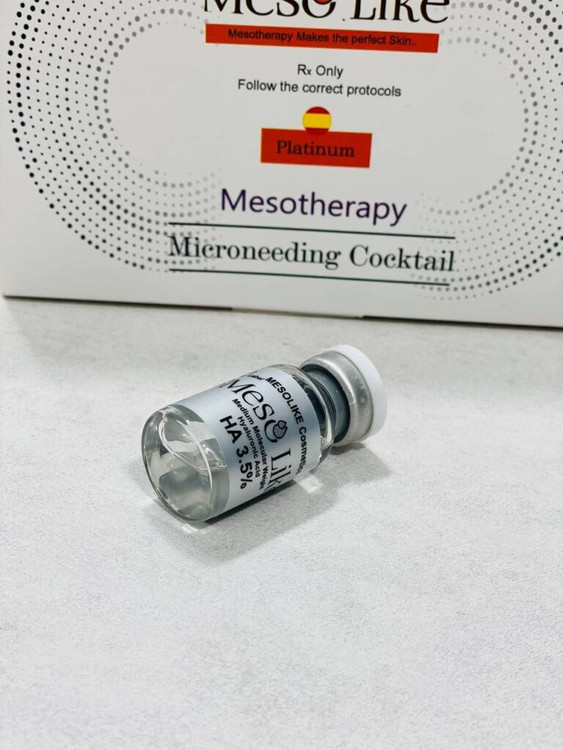 Meso Like
Mesotherapy Makes the perfect Skin..
Rx Only
Follow the correct protocols
Platinum
Mesotherapy
Microneeding Cocktail
MESOLIKE Cosmetic
Meso Lik
Medium Molecular Weight
Hyaluronic Acid
HA 3.5%